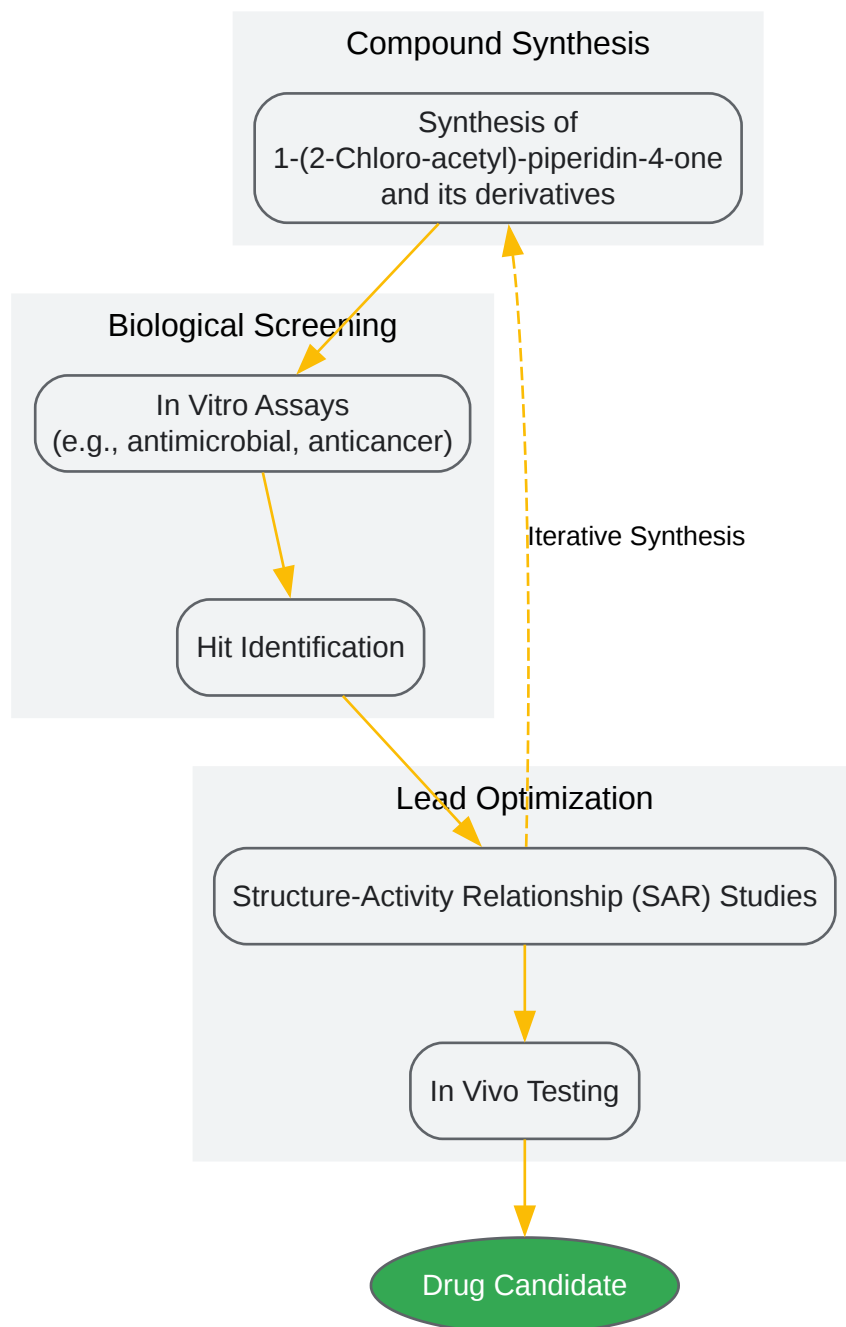 Compound Synthesis
Synthesis of
1-(2-Chloro-acetyl)-piperidin-4-one
and its derivatives
Biological Screening
In Vitro Assays
(e.g., antimicrobial, anticancer)
Iterative Synthesis
Hit Identification
Lead Optimization
Structure-Activity Relationship (SAR) Studies
In Vivo Testing
Drug Candidate